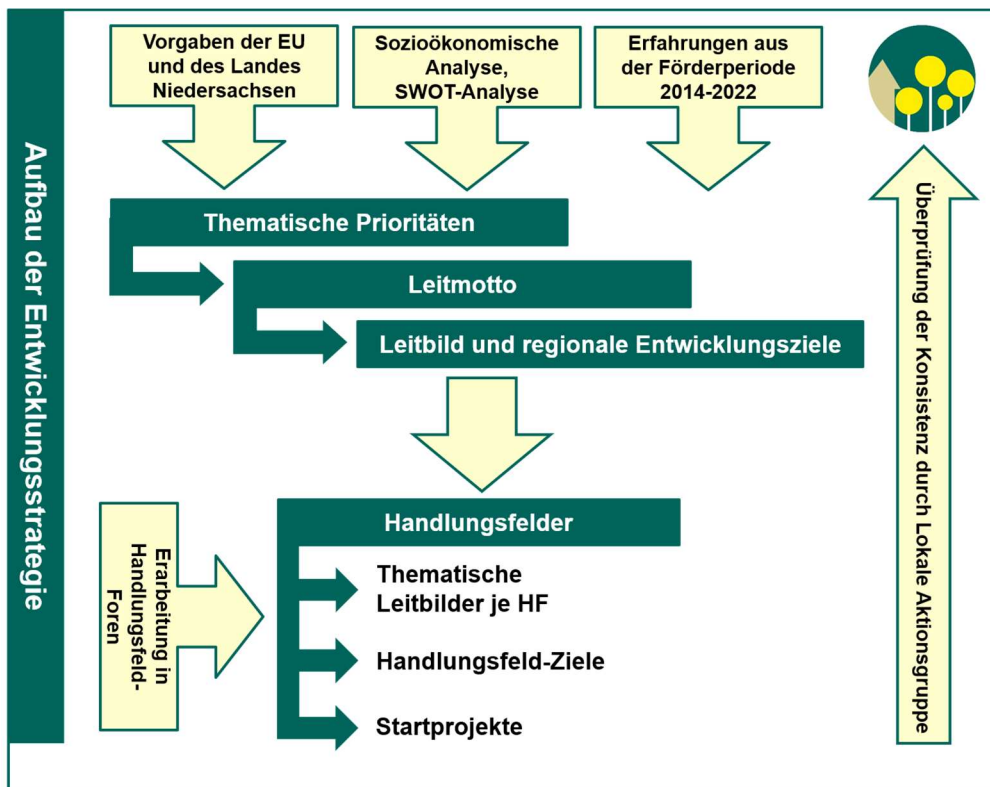 Aufbau der Entwicklungsstrategie
Vorgaben der EU
und des Landes
Niedersachsen
Sozioökonomische
Analyse,
SWOT-Analyse
Erfahrungen aus
der Förderperiode
2014-2022
Thematische Prioritäten
Leitmotto
Leitbild und regionale Entwicklungsziele
Handlungsfelder
Erarbeitung in
Handlungsfeld-
Foren
Thematische
Leitbilder je HF
Handlungsfeld-Ziele
Startprojekte
Überprüfung der Konsistenz durch Lokale Aktionsgruppe